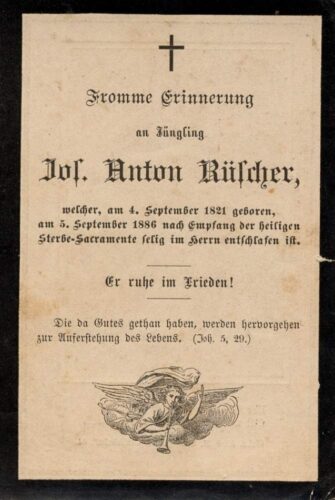 Fromme Erinnerung
an Jüngling
Jos. Anton Rüscher,
welcher, am 4. September 1821 geboren,
am 5. September 1886 nach Empfang der heiligen
Sterbe-Sacramente selig im Herrn entschlafen ist.
Er ruhe im Frieden!
Die da Gutes gethan haben, werden hervorgehen
zur Auferstehung des Lebens. (Joh. 5, 29.)